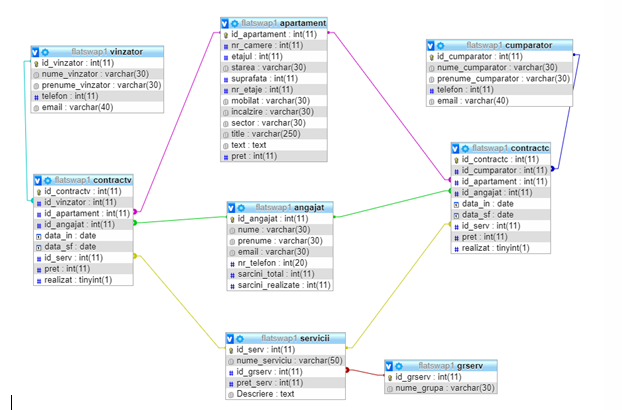 flatswap1 vinzator
id_vinzator : int(11)
nume_vinzator : varchar(30)
prenume_vinzator : varchar(30)
telefon : int(11)
email : varchar(40)
flatswap1 apartament
id_apartament : int(11)
nr_camere : int(11)
etajul : int(11)
starea : varchar(30)
suprafata : int(11)
nr_etaje : int(11)
mobilat : varchar(30)
incalzire : varchar(30)
sector : varchar(30)
title : varchar(250)
text : text
pret : int(11)
flatswap1 cumparator
id_cumparator : int(11)
nume_cumparator : varchar(30)
prenume_cumparator : varchar(30)
telefon : int(11)
email : varchar(40)
flatswap1 contractv
id_contractv : int(11)
id_vinzator : int(11)
id_apartament : int(11)
id_angajat : int(11)
data_in : date
data_sf : date
id_serv : int(11)
pret : int(11)
realizat : tinyint(1)
flatswap1 angajat
id_angajat : int(11)
nume : varchar(30)
prenume : varchar(30)
email : varchar(30)
nr_telefon : int(20)
sarcini_total : int(11)
sarcini_realizate : int(11)
flatswap1 contractc
id_contractc : int(11)
id_cumparator : int(11)
id_apartament : int(11)
id_angajat : int(11)
data_in : date
data_sf : date
id_serv : int(11)
pret : int(11)
realizat : tinyint(1)
flatswap1 servicii
id_serv : int(11)
nume_serviciu : varchar(50)
id_grserv : int(11)
pret_serv : int(11)
Descriere : text
flatswap1 grserv
id_grserv : int(11)
nume_grupa : varchar(30)